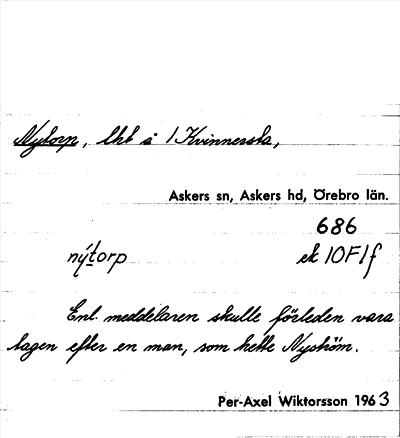 Nytorp, lht å 1 Kvinnersta,
Askers sn, Askers hd, Örebro län.
686
nýtorp ek 10F1f
Enl. meddelaren skulle förleden vara
tagen efter en man, som hette Nyström.
Per-Axel Wiktorsson 1963